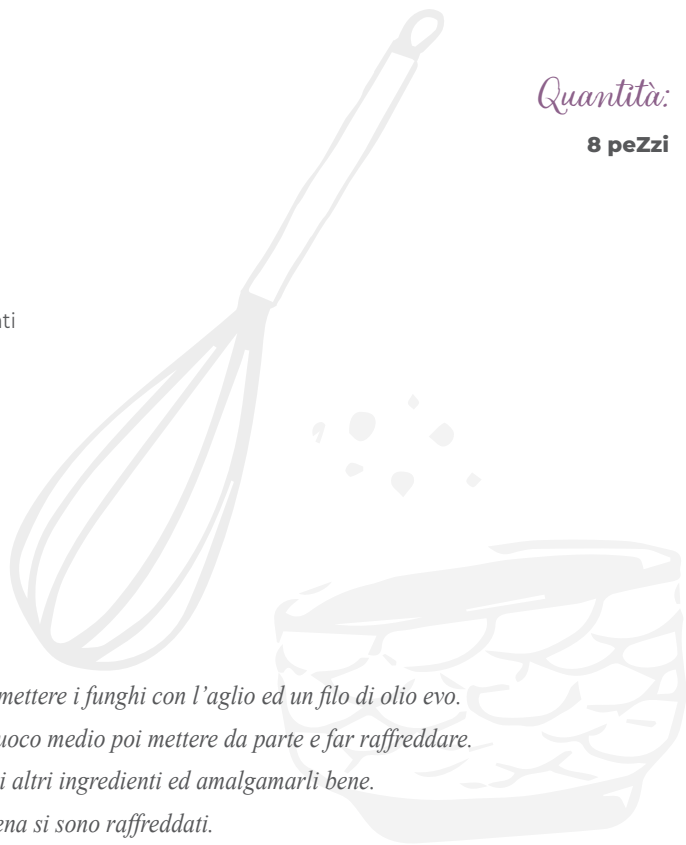 Quantità:
8 peZzi
ti
mettere i funghi con l’aglio ed un filo di olio evo.
uoco medio poi mettere da parte e far raffreddare.
i altri ingredienti ed amalgamarli bene.
ena si sono raffreddati.